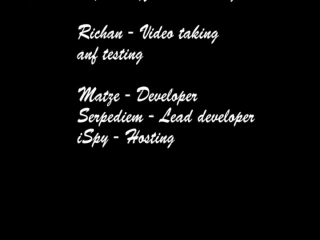 Richan - Video taking
anf testing
Matze - Developer
Serpediem - Lead developer
iSpy - Hosting